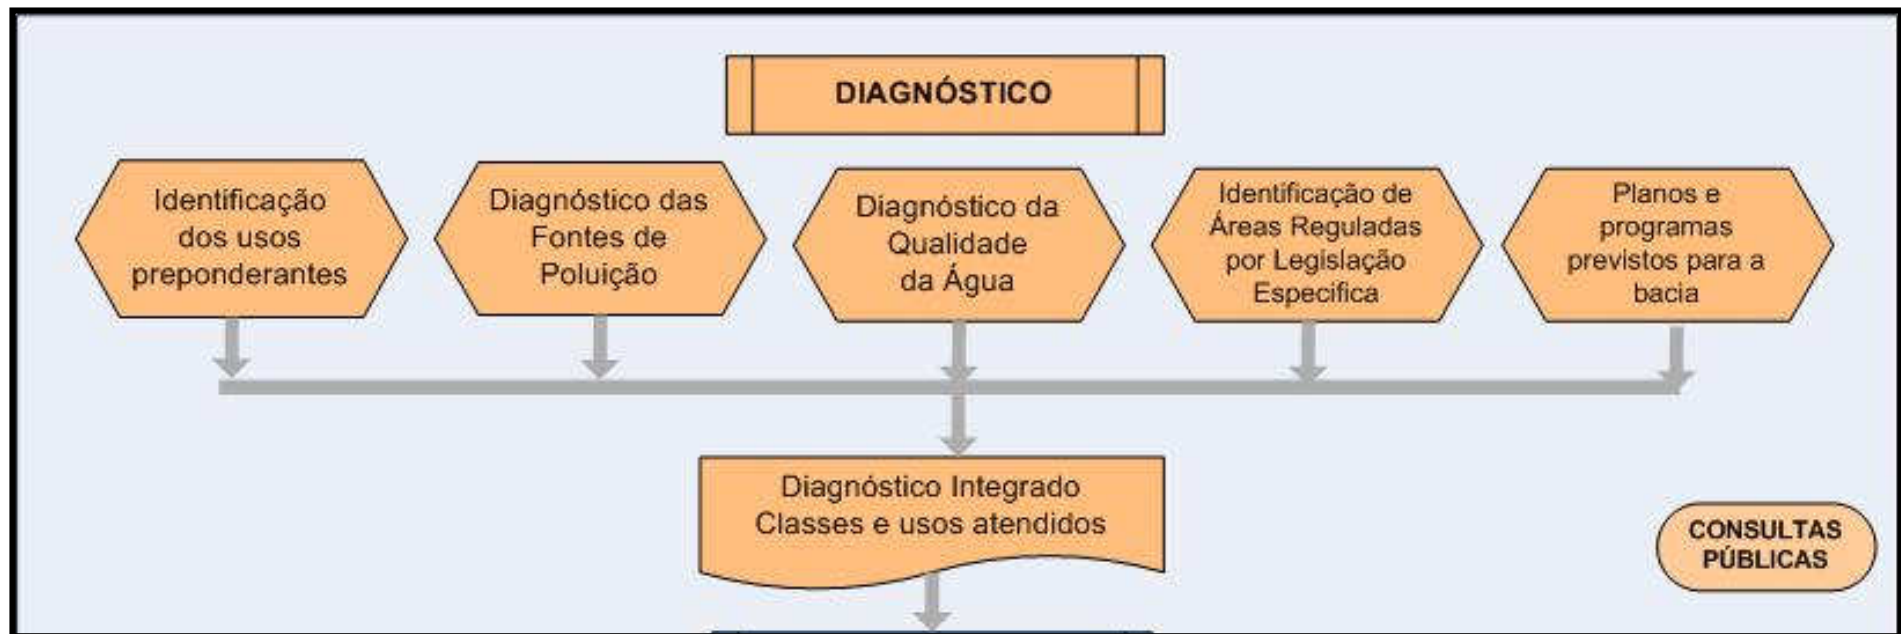 DIAGNÓSTICO
Identificação
dos usos
preponderantes
Diagnóstico das
Fontes de
Poluição
Diagnóstico da
Qualidade
da Água
Identificação de
Áreas Reguladas
por Legislação
Especifica
Planos e
programas
previstos para a
bacia
Diagnóstico Integrado
Classes e usos atendidos
CONSULTAS
PÚBLICAS